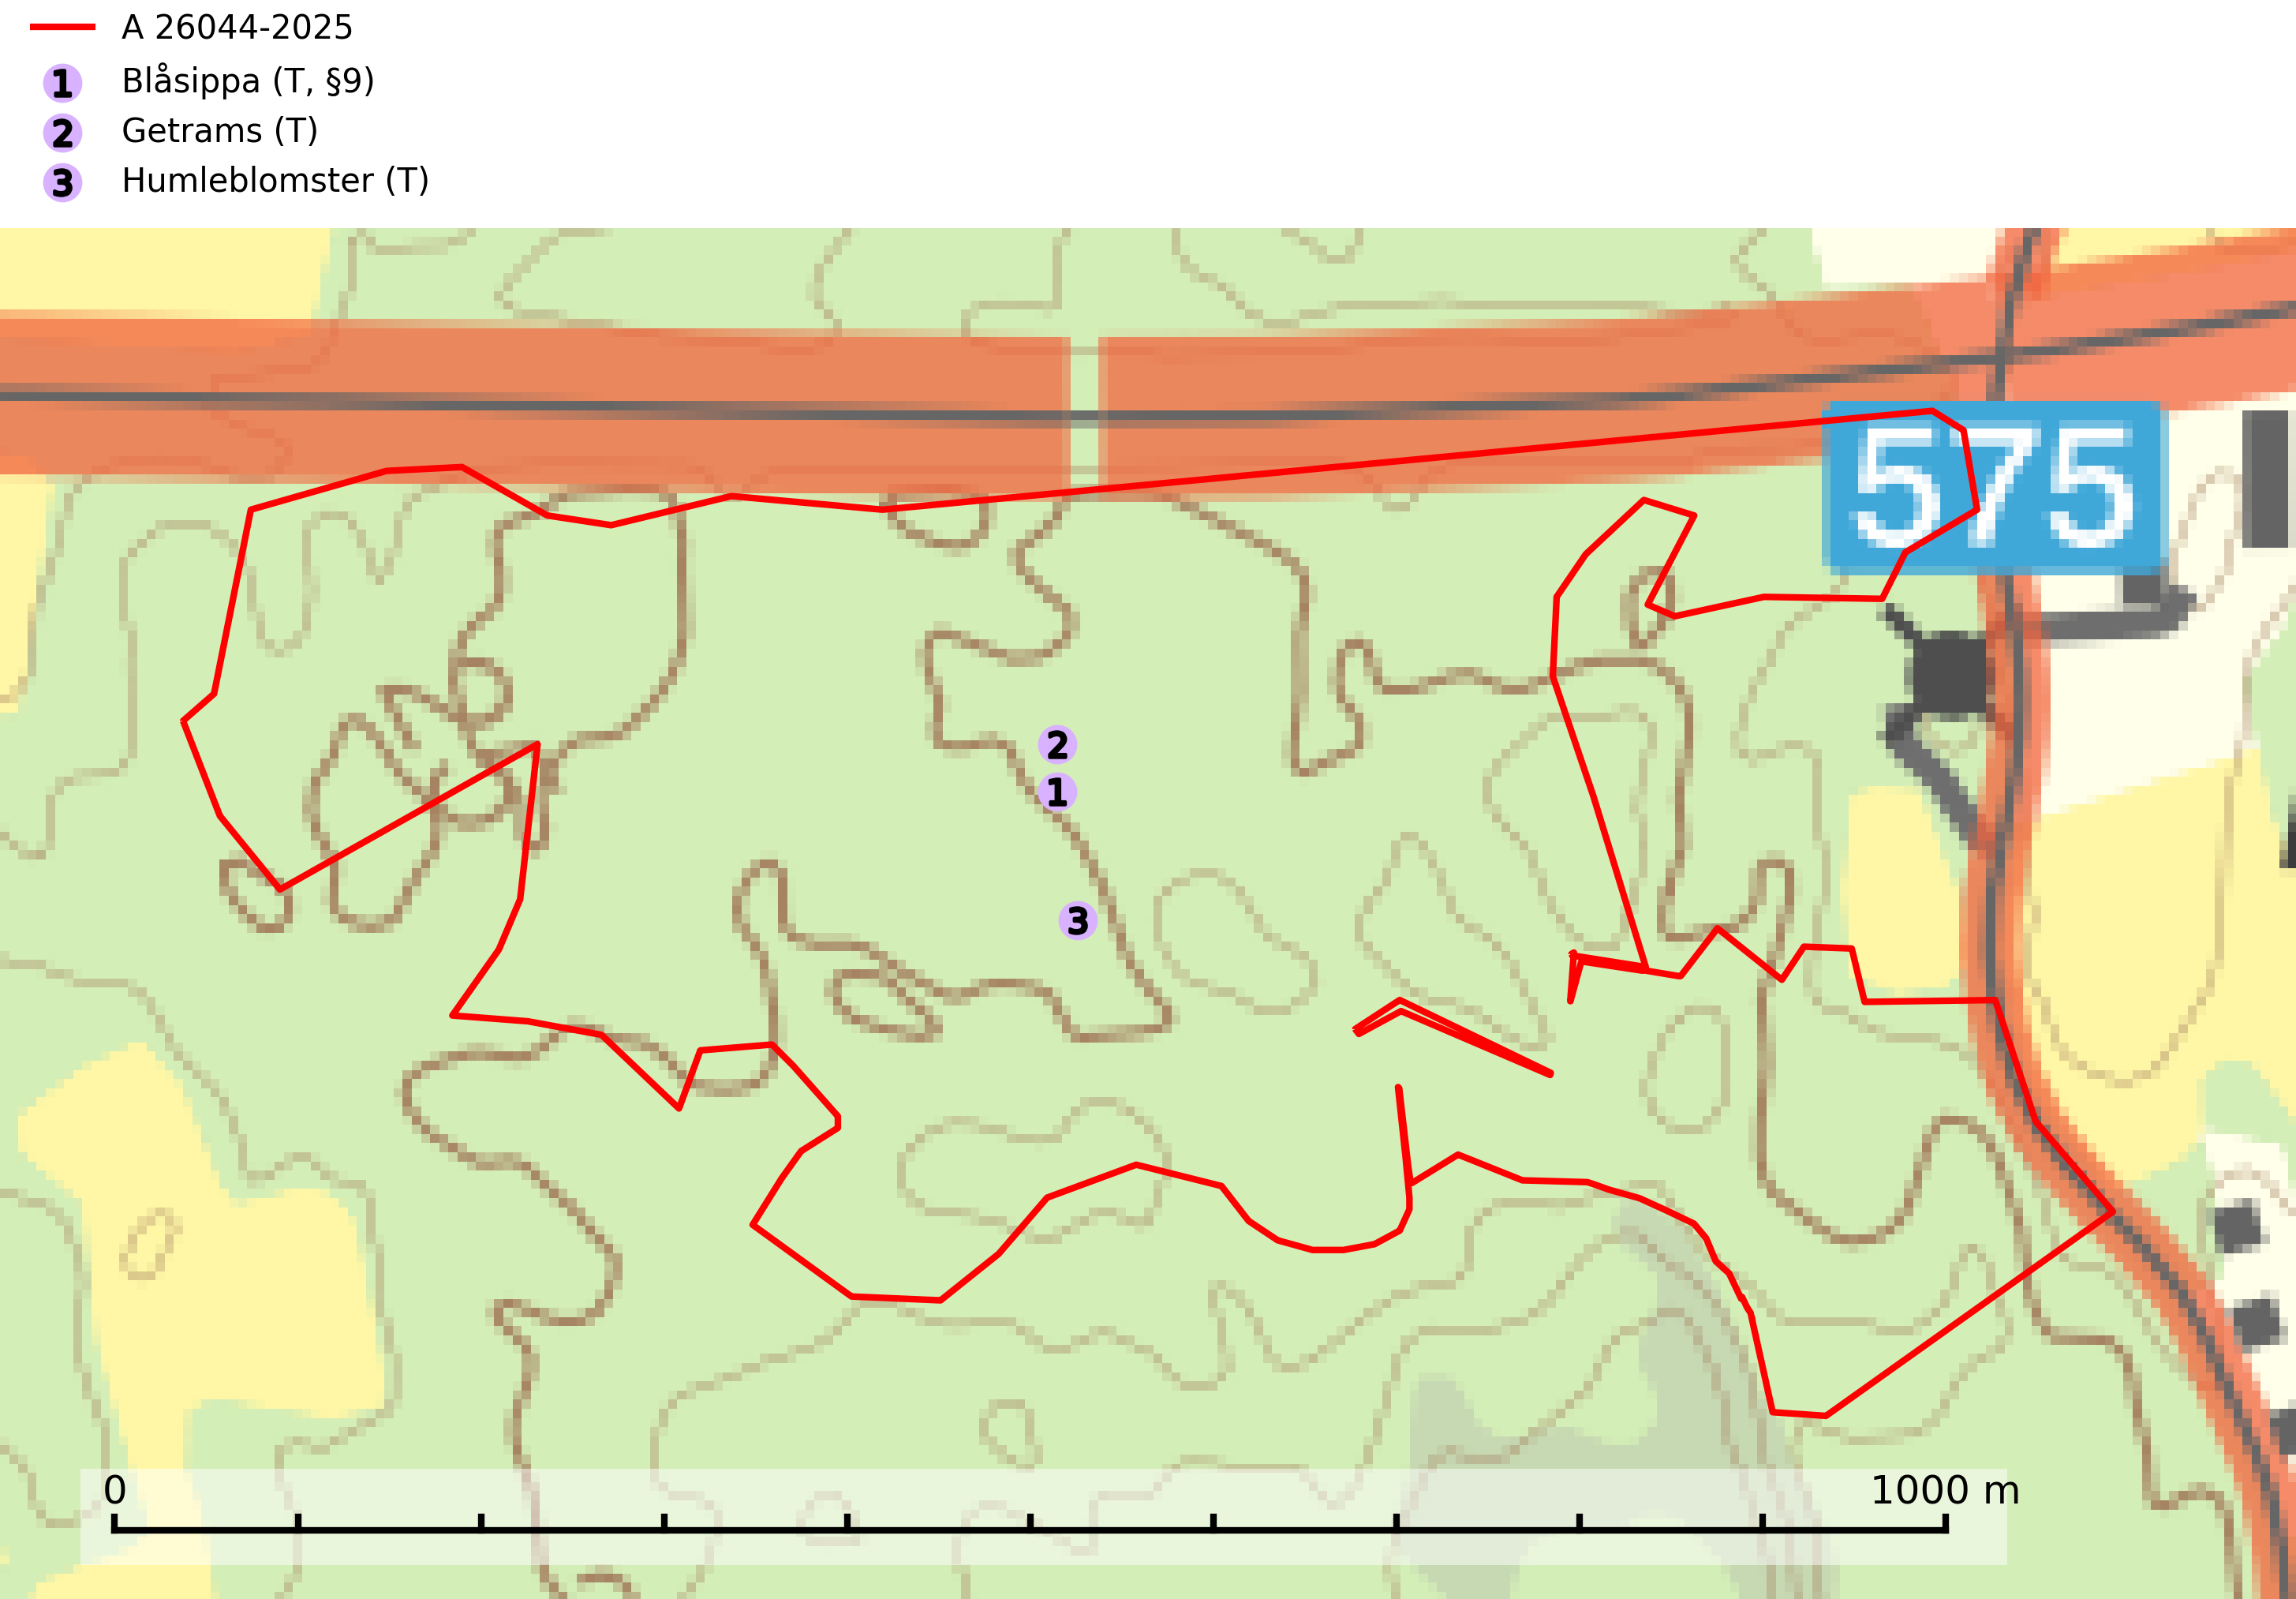 A 26044-2025
1 Blåsippa (T, §9)
2 Getrams (T)
3 Humleblomster (T)
575
2
1
3
0 1000 m